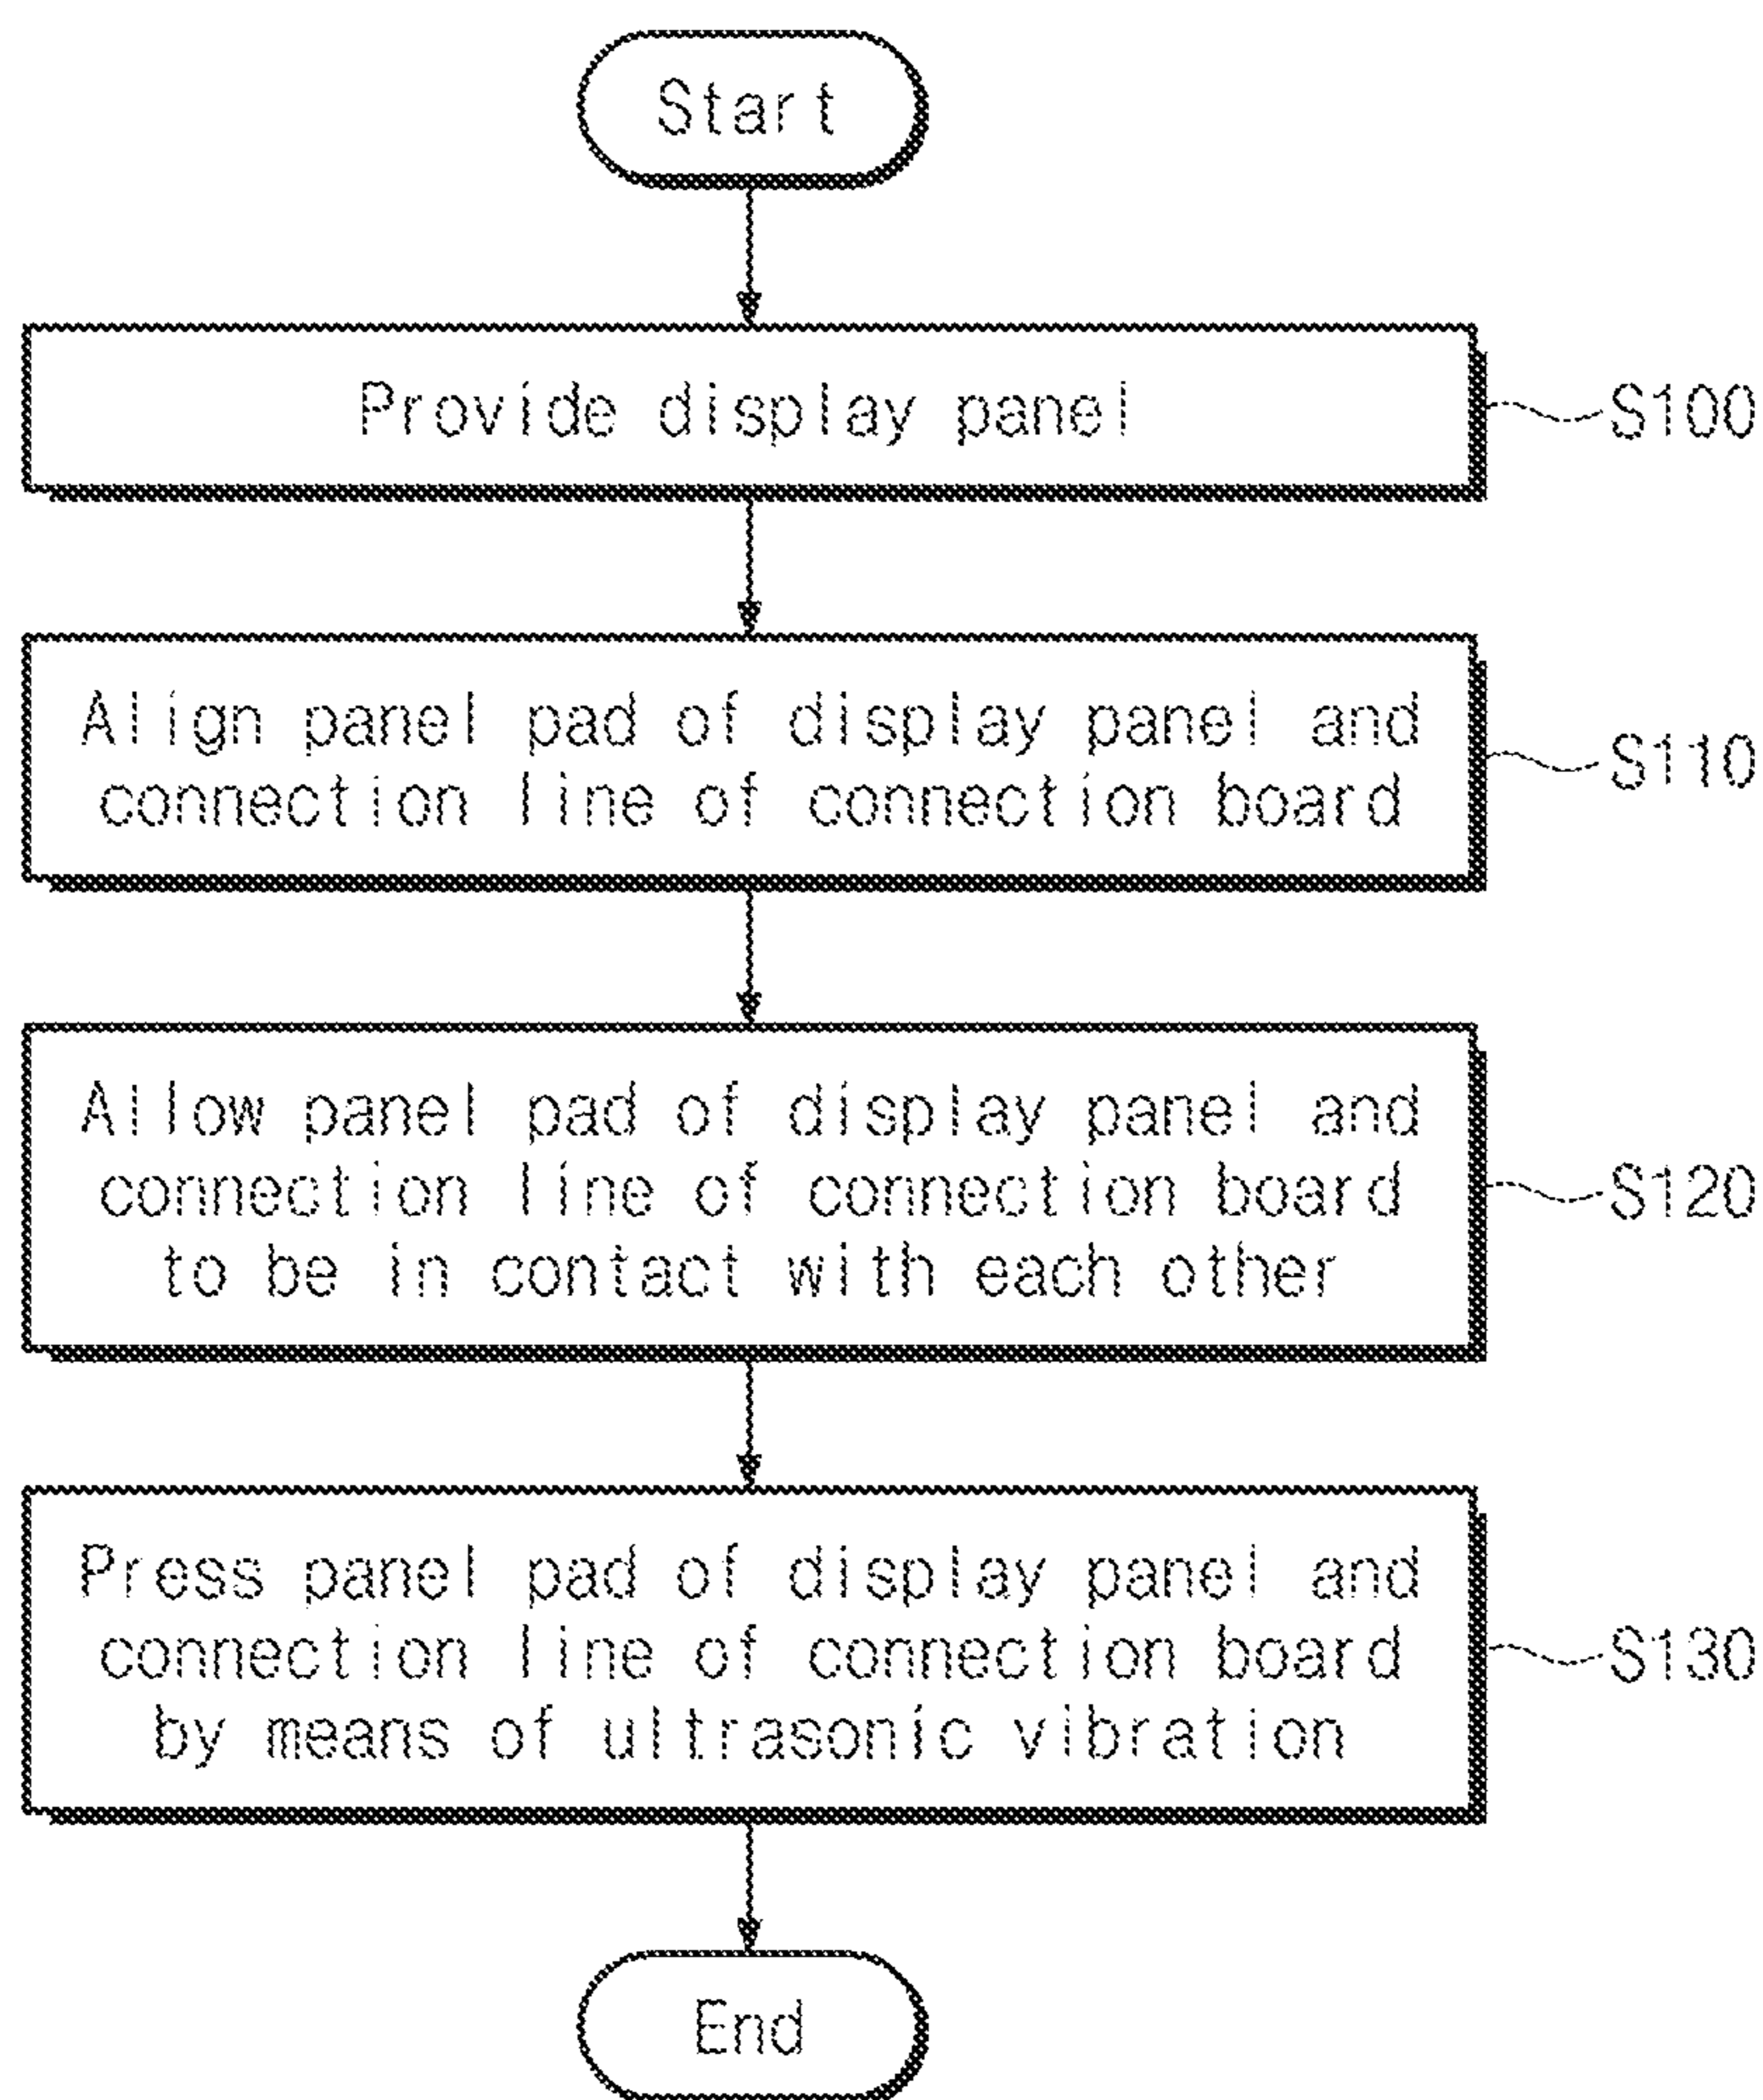 Start
Provide display panel
S100
Align panel pad of display panel and
connection line of connection board
S110
Allow panel pad of display panel and
connection line of connection board
to be in contact with each other
S120
Press panel pad of display panel and
connection line of connection board
by means of ultrasonic vibration
S130
End